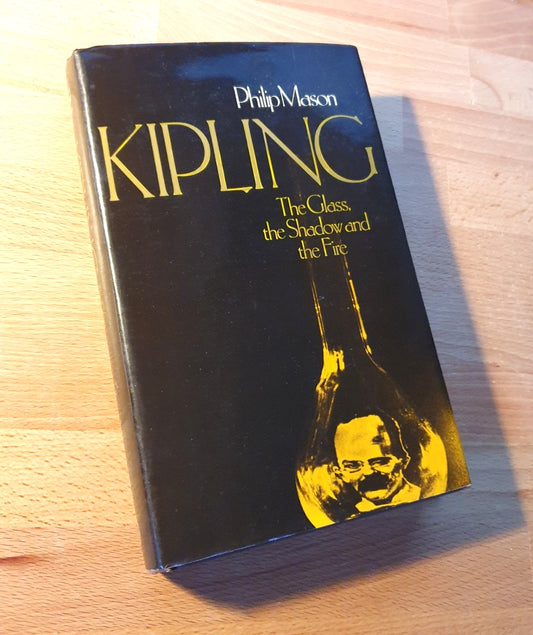 Philip Mason
KIPLING
The Glass,
the Shadow and
the Fire